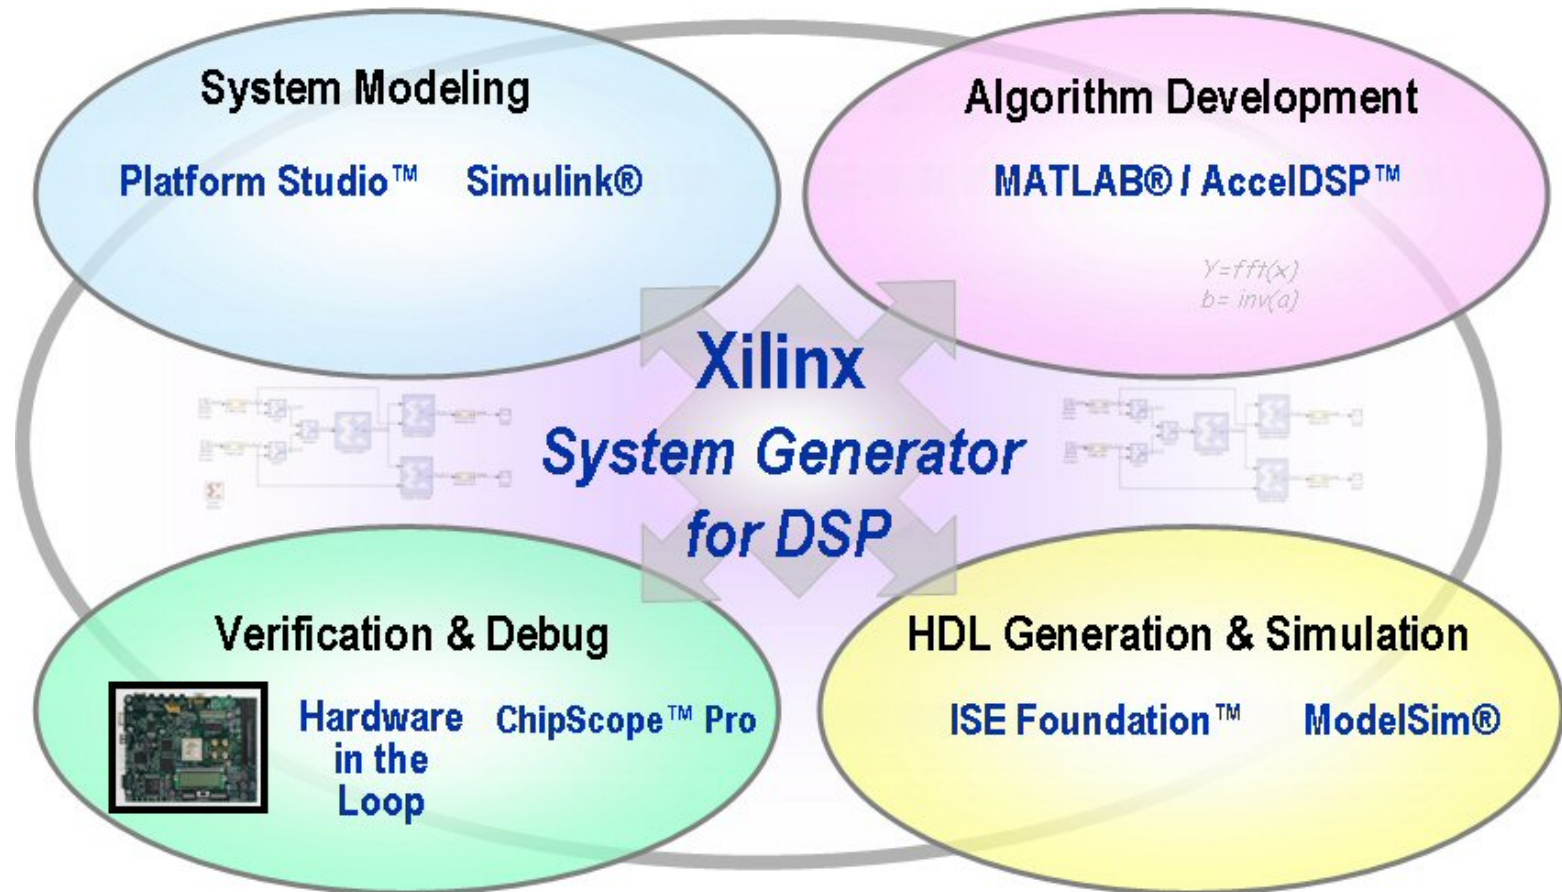 System Modeling
Platform Studio™ Simulink®
Algorithm Development
MATLAB® / AccelDSP™
Y=fft(x)
b= inv(a)
Xilinx
System Generator
for DSP
Verification & Debug
Hardware
in the
Loop
ChipScope™ Pro
HDL Generation & Simulation
ISE Foundation™ ModelSim®